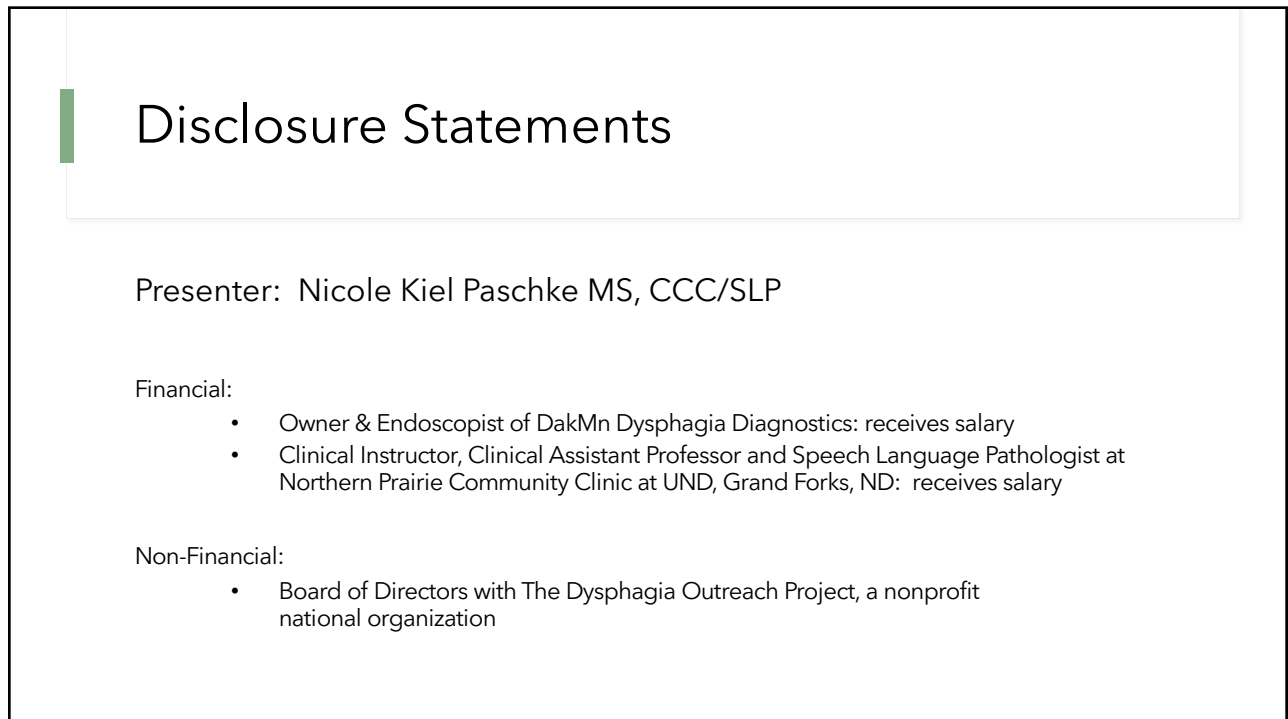 Disclosure Statements
Presenter:  Nicole Kiel Paschke MS, CCC/SLP
Financial:
• Owner & Endoscopist of DakMn Dysphagia Diagnostics: receives salary
• Clinical Instructor, Clinical Assistant Professor and Speech Language Pathologist at
Northern Prairie Community Clinic at UND, Grand Forks, ND:  receives salary
Non-Financial:
• Board of Directors with The Dysphagia Outreach Project, a nonprofit
national organization